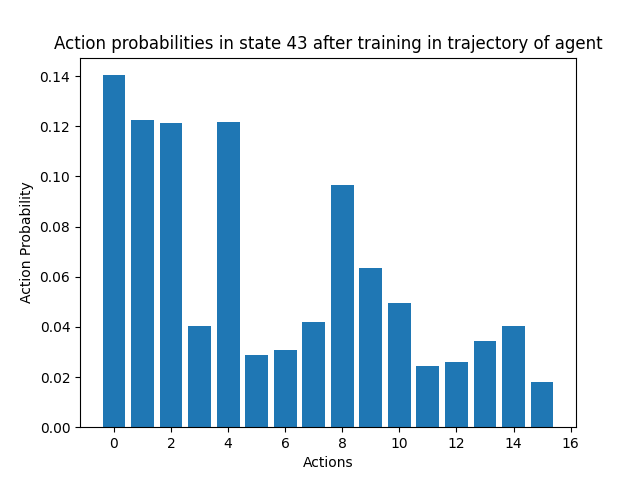 Action probabilities in state 43 after training in trajectory of agent
0.14
0.12
0.10
0.08
0.06
0.04
0.02
0.00
Action Probability
0 2 4 6 8 10 12 14 16
Actions